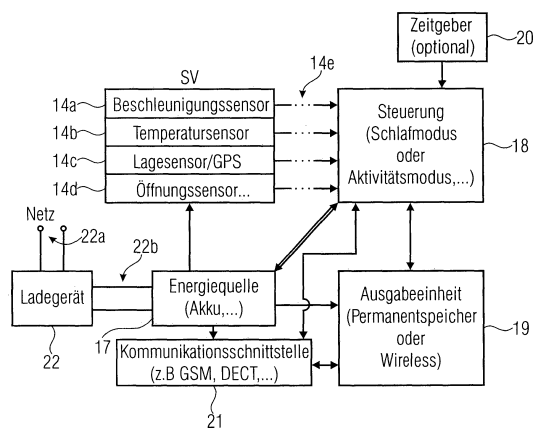 Zeitgeber
(optional)
20
SV
14e
14a
Beschleunigungssensor
14b
Temperatursensor
14c
Lagesensor/GPS
14d
Öffnungssensor...
Steuerung
(Schlafmodus
oder
Aktivitätsmodus,...)
18
Netz
22a
22b
Ladegerät
22
Energiequelle
(Akku,...)
17
Ausgabeeinheit
(Permanentspeicher
oder
Wireless)
19
Kommunikationsschnittstelle
(z.B GSM, DECT,...)
21